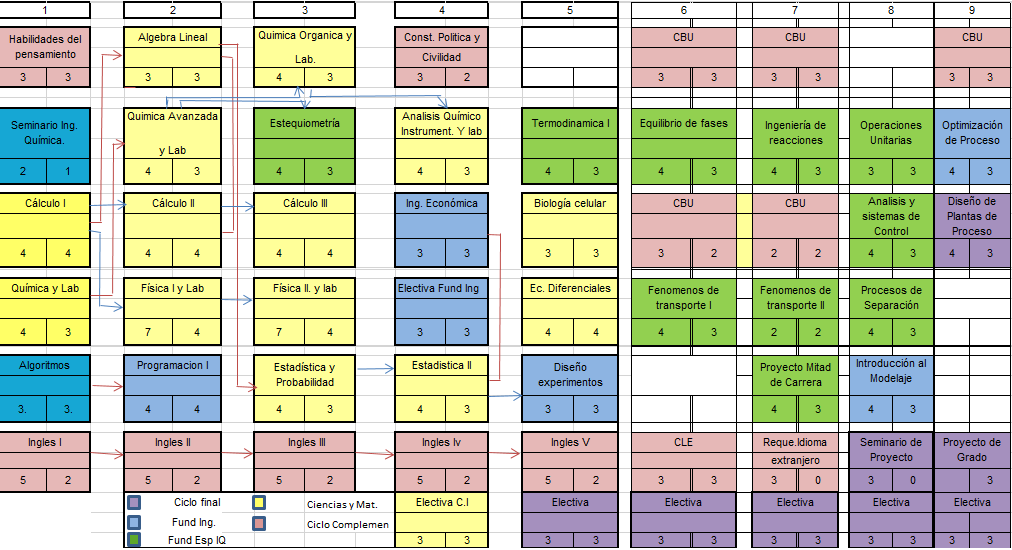 1 2 3 4 5 6 7 8 9
Habilidades del Algebra Lineal Quimica Organica y Const. Politica y CBU CBU CBU
pensamiento Lab. Civilidad
3 3 3 3 4 3 3 2 3 3 3 3 3 3
Seminario Ing. Quimica Avanzada Estequiometría Analisis Químico Termodinamica I Equilibrio de fases Ingeniería de Operaciones Optimización
Química. y Lab Instrument. Y lab reacciones Unitarias de Proceso
2 1 4 3 4 3 4 3 4 3 4 3 4 3 3 3 4 3
Cálculo I Cálculo II Cálculo III Ing. Económica Biología celular CBU CBU Analisis y Diseño de
sistemas de Plantas de
Control Proceso
4 4 4 4 4 4 3 3 3 3 3 2 2 2 4 3 4 3
Química y Lab Física I y Lab Física II. y lab Electiva Fund Ing Ec. Diferenciales Fenomenos de Fenomenos de Procesos de
transporte I transporte II Separación
4 3 7 4 7 4 3 3 4 4 4 3 2 2 4 3
Algoritmos Programacion I Estadística y Estadistica II Diseño Proyecto Mitad Introducción al
Probabilidad experimentos de Carrera Modelaje
3. 3. 4 4 4 3 4 3 3 3 4 3 4 3
Ingles I Ingles II Ingles III Ingles Iv Ingles V CLE Reque.Idioma Seminario de Proyecto de
extranjero Proyecto Grado
5 2 5 2 5 2 5 2 5 2 3 3 3 0 3 0 3
Ciclo final Ciencias y Mat. Electiva C.I Electiva Electiva Electiva Electiva Electiva
Fund Ing. Ciclo Complemen
Fund Esp IQ 3 3 3 3 3 3 3 3 3 3 3 3